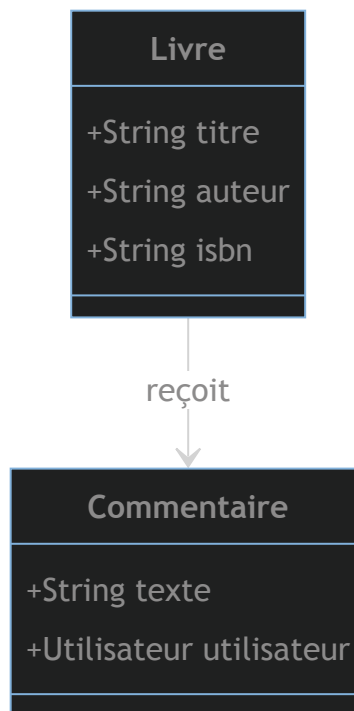 Livre
+String titre
+String auteur
+String isbn
reçoit
Commentaire
+String texte
+Utilisateur utilisateur